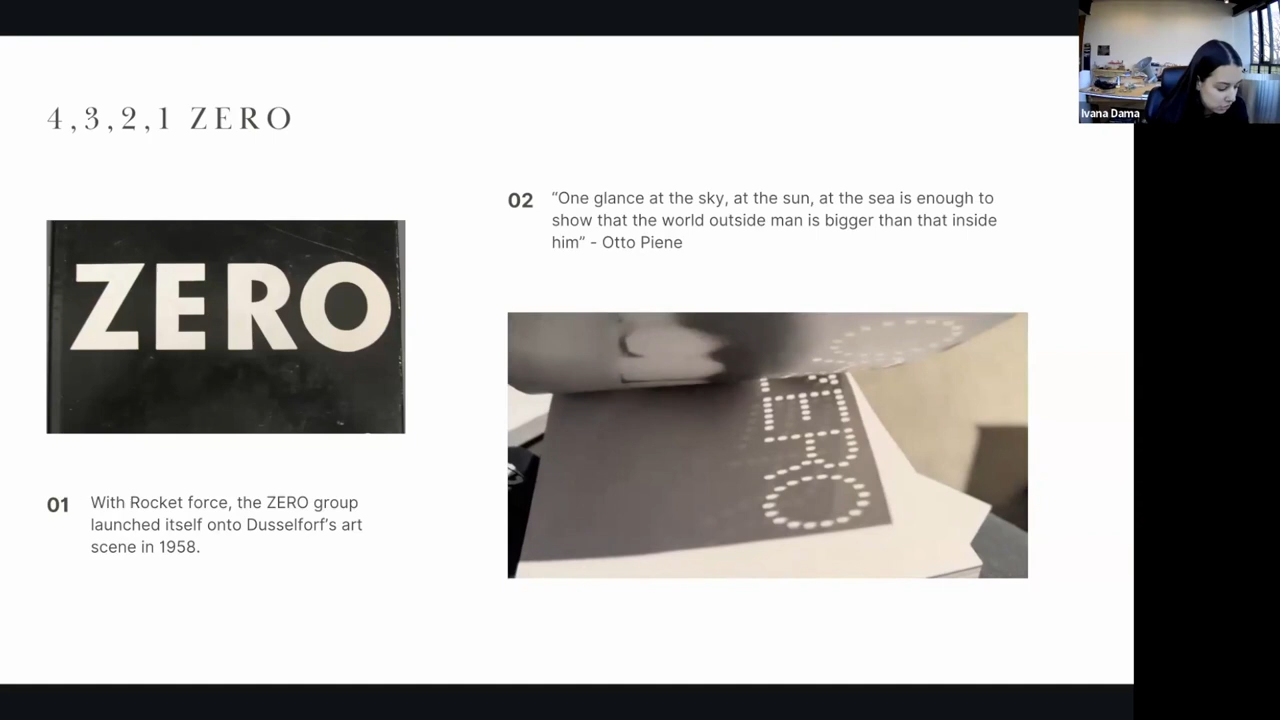 Ivana Dama
4,3,2,1 ZERO
ZERO
01 With Rocket force, the ZERO group
launched itself onto Dusselforf’s art
scene in 1958.
02 “One glance at the sky, at the sun, at the sea is enough to
show that the world outside man is bigger than that inside
him” - Otto Piene
ZERO